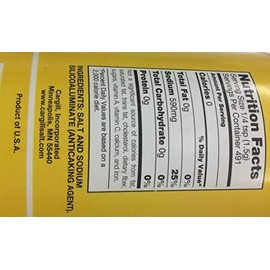 Nutrition Facts
Serving Size 1/4 tsp (1.5g)
Servings Per Container 491
Amount Per Serving
Calories 0
% Daily Value*
Total Fat 0g 0%
Sodium 590mg 25%
Total Carbohydrate 0g 0%
Protein 0g 0%
Not a significant source of calories from fat,
saturated fat, trans fat, cholesterol, dietary fiber,
sugars, vitamin A, vitamin C, calcium, and iron.
*Percent Daily Values are based on a
2,000 calorie diet.
INGREDIENTS: SALT AND SODIUM
SILICOALUMINATE (ANTICAKING AGENT).
Cargill, Incorporated
Minneapolis, MN 55440
www.cargillsalt.com
Product of U.S.A.